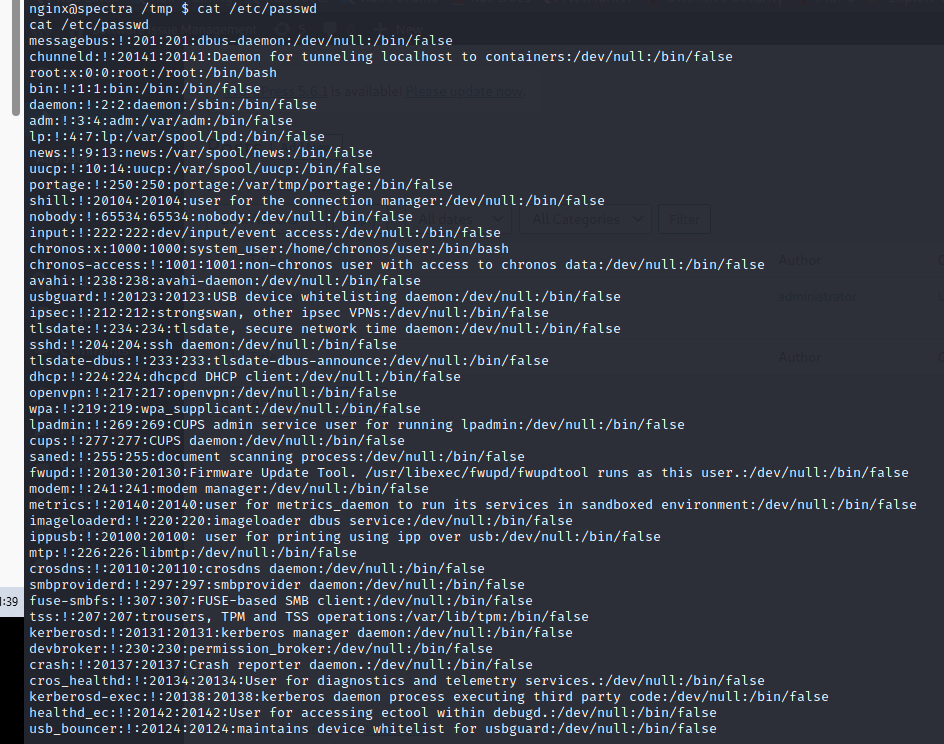 nginx@spectra /tmp $ cat /etc/passwd
cat /etc/passwd
messagebus:!:201:201:dbus-daemon:/dev/null:/bin/false
chunneld:!:20141:20141:Daemon for tunneling localhost to containers:/dev/null:/bin/false
root:x:0:0:root:/root:/bin/bash
bin:!:1:1:bin:/bin:/bin/false
daemon:!:2:2:daemon:/sbin:/bin/false
adm:!:3:4:adm:/var/adm:/bin/false
lp:!:4:7:lp:/var/spool/lpd:/bin/false
news:!:9:13:news:/var/spool/news:/bin/false
uucp:!:10:14:uucp:/var/spool/uucp:/bin/false
portage:!:250:250:portage:/var/tmp/portage:/bin/false
shill:!:20104:20104:user for the connection manager:/dev/null:/bin/false
nobody:!:65534:65534:nobody:/dev/null:/bin/false
input:!:222:222:dev/input/event access:/dev/null:/bin/false
chronos:x:1000:1000:system_user:/home/chronos/user:/bin/bash
chronos-access:!:1001:1001:non-chronos user with access to chronos data:/dev/null:/bin/false
avahi:!:238:238:avahi-daemon:/dev/null:/bin/false
usbguard:!:20123:20123:USB device whitelisting daemon:/dev/null:/bin/false
ipsec:!:212:212:strongswan, other ipsec VPNs:/dev/null:/bin/false
tlsdate:!:234:234:tlsdate, secure network time daemon:/dev/null:/bin/false
sshd:!:204:204:ssh daemon:/dev/null:/bin/false
tlsdate-dbus:!:233:233:tlsdate-dbus-announce:/dev/null:/bin/false
dhcp:!:224:224:dhcpcd DHCP client:/dev/null:/bin/false
openvpn:!:217:217:openvpn:/dev/null:/bin/false
wpa:!:219:219:wpa_supplicant:/dev/null:/bin/false
lpadmin:!:269:269:CUPS admin service user for running lpadmin:/dev/null:/bin/false
cups:!:277:277:CUPS daemon:/dev/null:/bin/false
saned:!:255:255:document scanning process:/dev/null:/bin/false
fwupd:!:20130:20130:Firmware Update Tool. /usr/libexec/fwupd/fwupdtool runs as this user.:/dev/null:/bin/false
modem:!:241:241:modem manager:/dev/null:/bin/false
metrics:!:20140:20140:user for metrics_daemon to run its services in sandboxed environment:/dev/null:/bin/false
imageloaderd:!:220:220:imageloader dbus service:/dev/null:/bin/false
ippusb:!:20100:20100: user for printing using ipp over usb:/dev/null:/bin/false
mtp:!:226:226:libmtp:/dev/null:/bin/false
crosdns:!:20110:20110:crosdns daemon:/dev/null:/bin/false
smbproviderd:!:297:297:smbprovider daemon:/dev/null:/bin/false
fuse-smbfs:!:307:307:FUSE-based SMB client:/dev/null:/bin/false
tss:!:207:207:trousers, TPM and TSS operations:/var/lib/tpm:/bin/false
kerberosd:!:20131:20131:kerberos manager daemon:/dev/null:/bin/false
devbroker:!:230:230:permission_broker:/dev/null:/bin/false
crash:!:20137:20137:Crash reporter daemon.:/dev/null:/bin/false
cros_healthd:!:20134:20134:User for diagnostics and telemetry services.:/dev/null:/bin/false
kerberosd-exec:!:20138:20138:kerberos daemon process executing third party code:/dev/null:/bin/false
healthd_ec:!:20142:20142:User for accessing ectool within debugd.:/dev/null:/bin/false
usb_bouncer:!:20124:20124:maintains device whitelist for usbguard:/dev/null:/bin/false
Press 5.6.1 is available! Please update now.
All dates
All Categories
Filter
Author
administrator
Author
:39